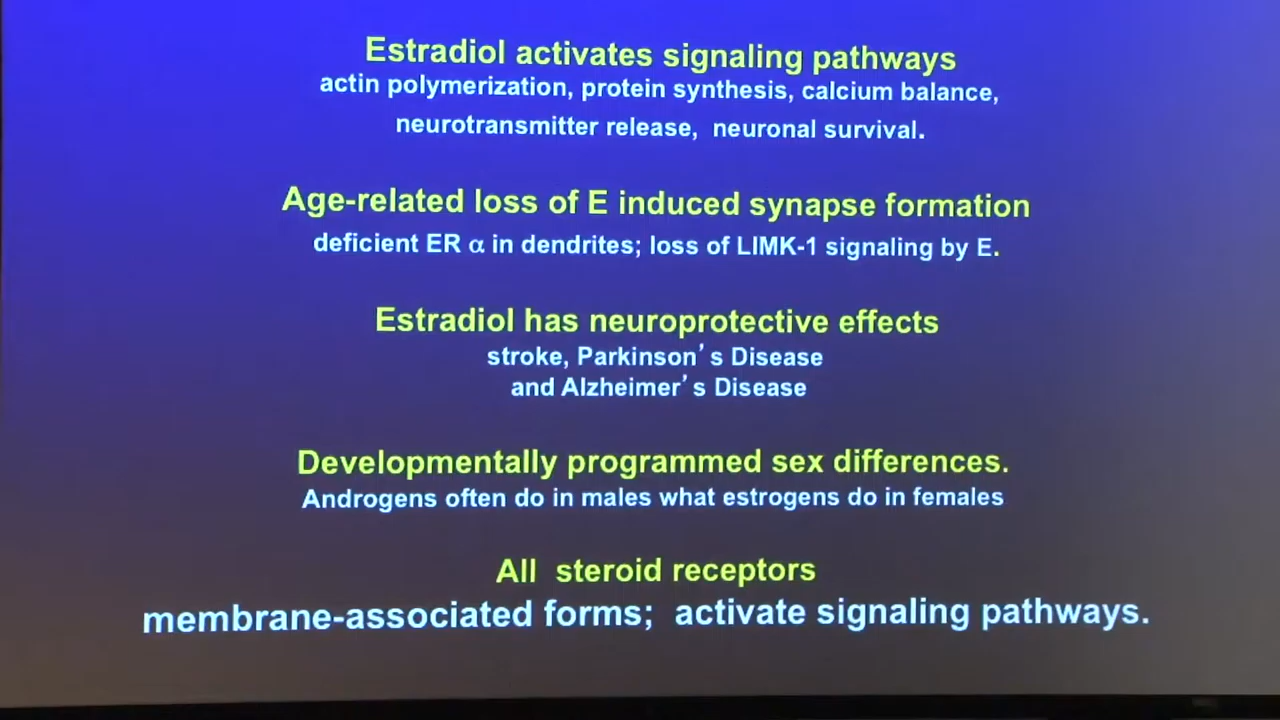 Estradiol activates signaling pathways
actin polymerization, protein synthesis, calcium balance,
neurotransmitter release, neuronal survival.
Age-related loss of E induced synapse formation
deficient ER α in dendrites; loss of LIMK-1 signaling by E.
Estradiol has neuroprotective effects
stroke, Parkinson's Disease
and Alzheimer's Disease
Developmentally programmed sex differences.
Androgens often do in males what estrogens do in females
All steroid receptors
membrane-associated forms; activate signaling pathways.